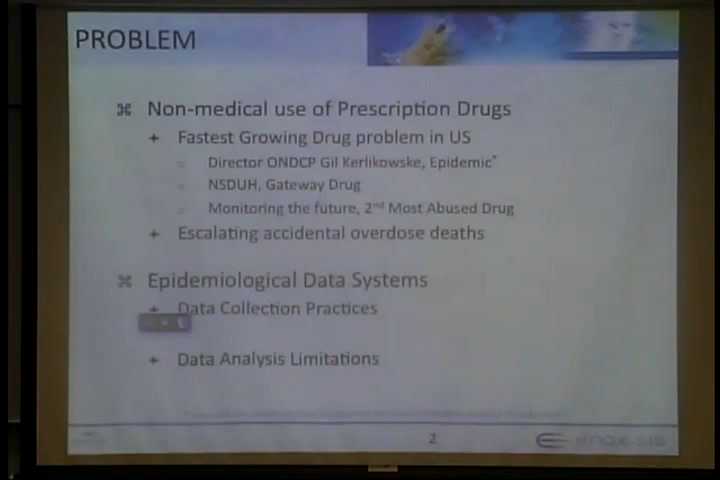 PROBLEM
⌘ Non-medical use of Prescription Drugs
+ Fastest Growing Drug problem in US
○ Director ONDCP Gil Kerlikowske, Epidemic*
○ NSDUH, Gateway Drug
○ Monitoring the future, 2nd Most Abused Drug
+ Escalating accidental overdose deaths
⌘ Epidemiological Data Systems
+ Data Collection Practices
+ Data Analysis Limitations
2